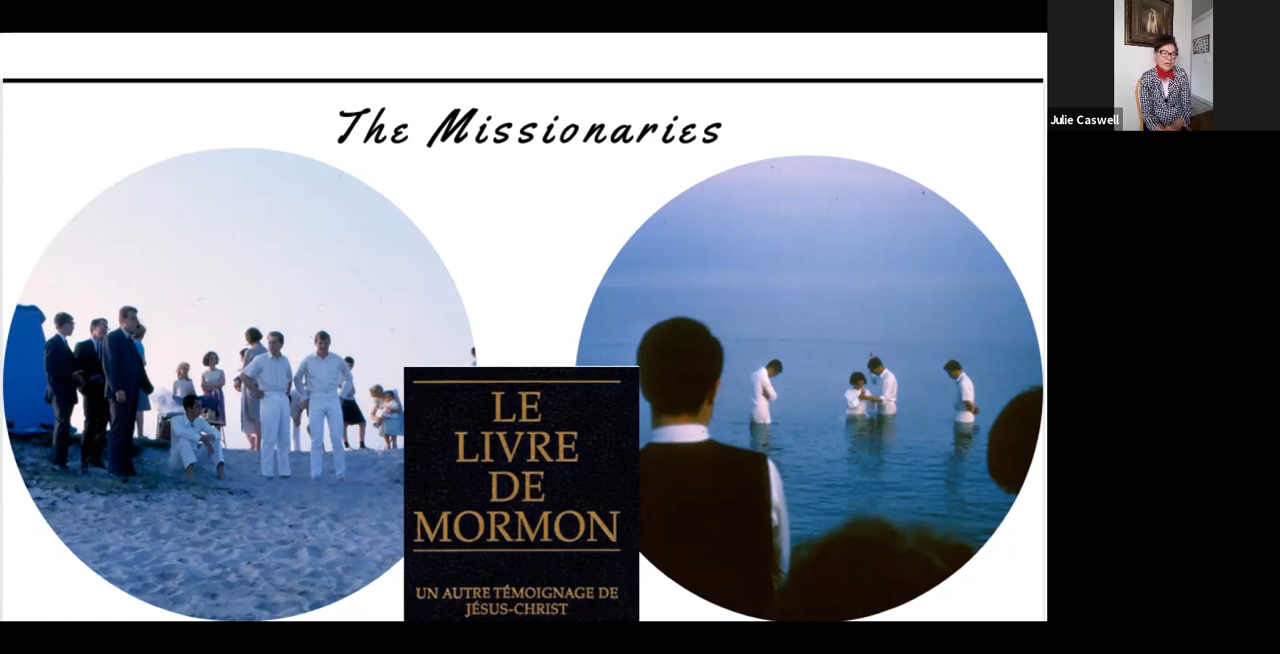 The Missionaries
Julie Caswell
LE
LIVRE
DE
MORMON
UN AUTRE TÉMOIGNAGE DE
JÉSUS-CHRIST